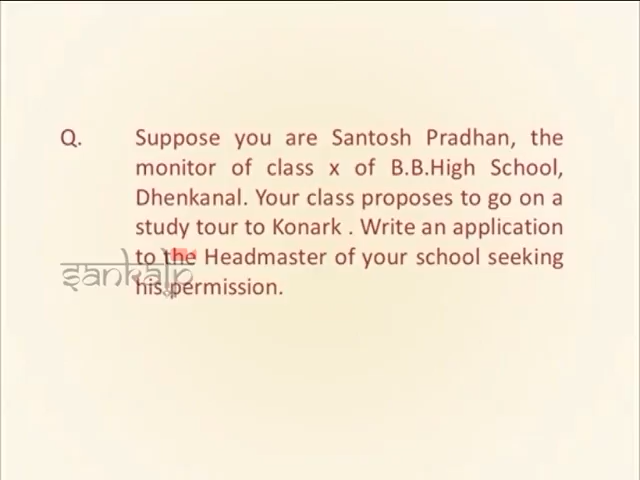 Q. Suppose you are Santosh Pradhan, the
monitor of class x of B.B.High School,
Dhenkanal. Your class proposes to go on a
study tour to Konark . Write an application
to the Headmaster of your school seeking
his permission.
sankalp